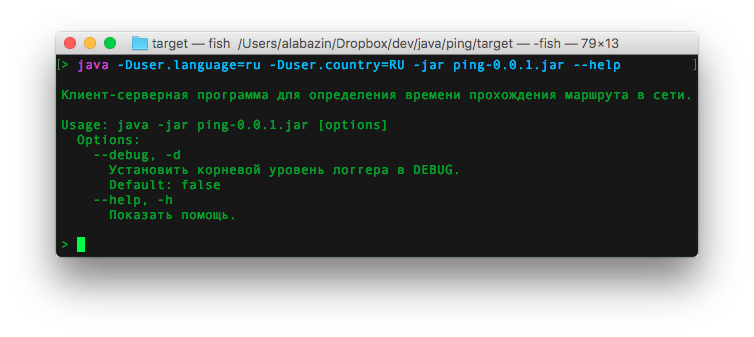 target — fish /Users/alabazin/Dropbox/dev/java/ping/target — -fish — 79×13
[> java -Duser.language=ru -Duser.country=RU -jar ping-0.0.1.jar --help ]
Клиент-серверная программа для определения времени прохождения маршрута в сети.
Usage: java -jar ping-0.0.1.jar [options]
Options:
--debug, -d
Установить корневой уровень логгера в DEBUG.
Default: false
--help, -h
Показать помощь.
>